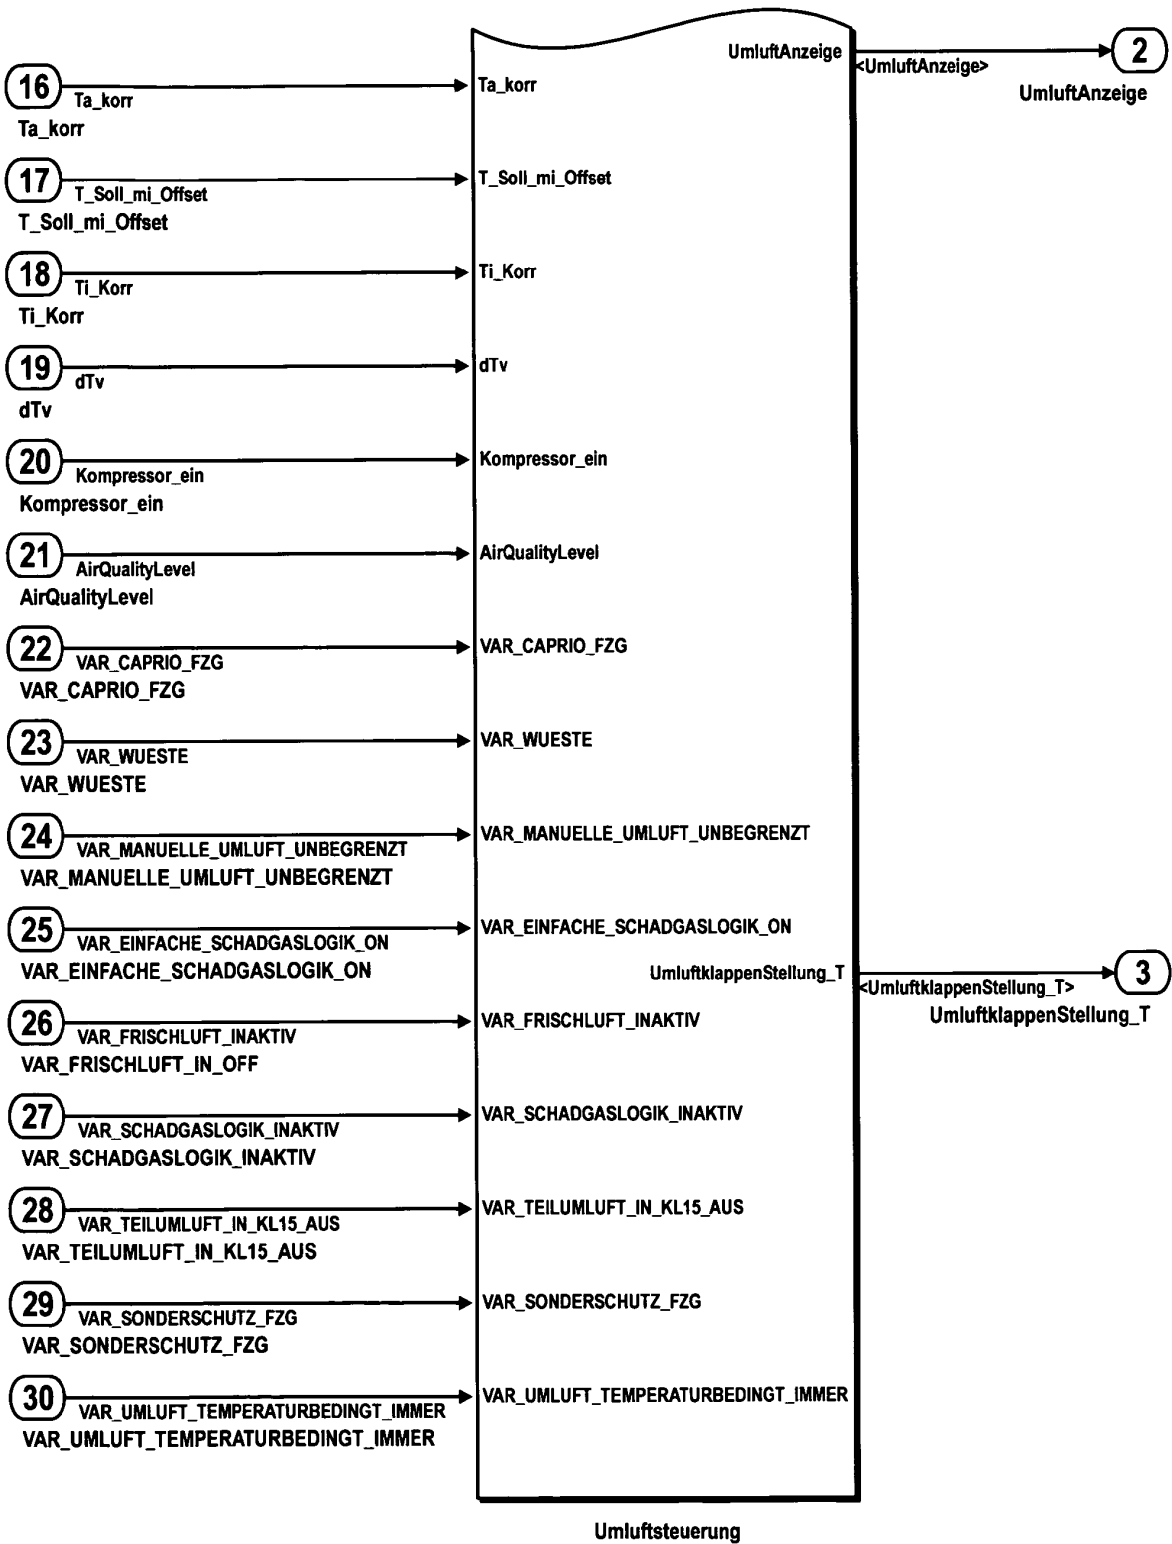 UmluftAnzeige
2
<UmluftAnzeige>
UmluftAnzeige
16
Ta_korr
Ta_korr
Ta_korr
17
T_Soll_mi_Offset
T_Soll_mi_Offset
T_Soll_mi_Offset
18
Ti_Korr
Ti_Korr
Ti_Korr
19
dTv
dTv
dTv
20
Kompressor_ein
Kompressor_ein
Kompressor_ein
21
AirQualityLevel
AirQualityLevel
AirQualityLevel
22
VAR_CAPRIO_FZG
VAR_CAPRIO_FZG
VAR_CAPRIO_FZG
23
VAR_WUESTE
VAR_WUESTE
VAR_WUESTE
24
VAR_MANUELLE_UMLUFT_UNBEGRENZT
VAR_MANUELLE_UMLUFT_UNBEGRENZT
VAR_MANUELLE_UMLUFT_UNBEGRENZT
25
VAR_EINFACHE_SCHADGASLOGIK_ON
VAR_EINFACHE_SCHADGASLOGIK_ON
VAR_EINFACHE_SCHADGASLOGIK_ON
UmluftklappenStellung_T
3
<UmluftklappenStellung_T>
UmluftklappenStellung_T
26
VAR_FRISCHLUFT_INAKTIV
VAR_FRISCHLUFT_INAKTIV
VAR_FRISCHLUFT_IN_OFF
27
VAR_SCHADGASLOGIK_INAKTIV
VAR_SCHADGASLOGIK_INAKTIV
VAR_SCHADGASLOGIK_INAKTIV
28
VAR_TEILUMLUFT_IN_KL15_AUS
VAR_TEILUMLUFT_IN_KL15_AUS
VAR_TEILUMLUFT_IN_KL15_AUS
29
VAR_SONDERSCHUTZ_FZG
VAR_SONDERSCHUTZ_FZG
VAR_SONDERSCHUTZ_FZG
30
VAR_UMLUFT_TEMPERATURBEDINGT_IMMER
VAR_UMLUFT_TEMPERATURBEDINGT_IMMER
VAR_UMLUFT_TEMPERATURBEDINGT_IMMER
Umluftsteuerung